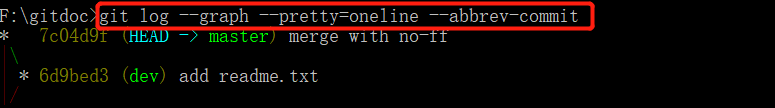 F:\gitdoc>git log --graph --pretty=oneline --abbrev-commit
*   7c04d9f (HEAD -> master) merge with no-ff
|\
| * 6d9bed3 (dev) add readme.txt
|/